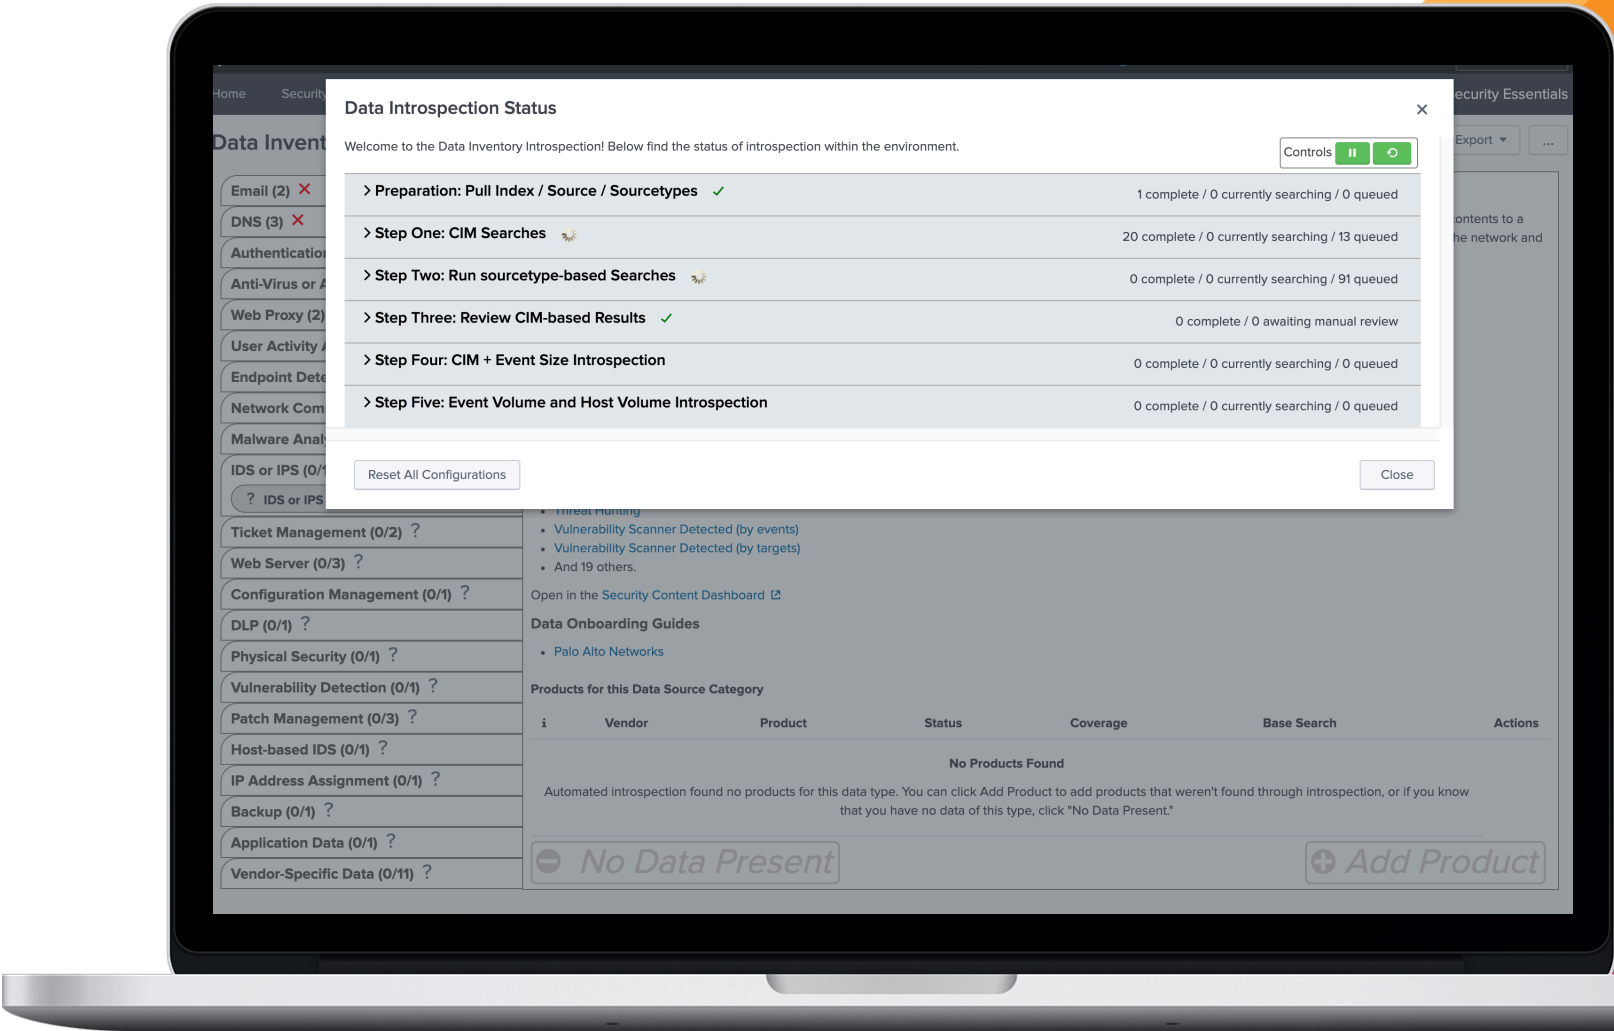 Home Security
ecurity Essentials
Data Introspection Status
×
Data Invent
Export
...
Welcome to the Data Inventory Introspection! Below find the status of introspection within the environment.
Controls
Preparation: Pull Index / Source / Sourcetypes
1 complete / 0 currently searching / 0 queued
Step One: CIM Searches
20 complete / 0 currently searching / 13 queued
Step Two: Run sourcetype-based Searches
0 complete / 0 currently searching / 91 queued
Step Three: Review CIM-based Results
0 complete / 0 awaiting manual review
Step Four: CIM + Event Size Introspection
0 complete / 0 currently searching / 0 queued
Step Five: Event Volume and Host Volume Introspection
0 complete / 0 currently searching / 0 queued
Reset All Configurations
Close
ontents to a
he network and
Email (2)
DNS (3)
Authentication
Anti-Virus or A
Web Proxy (2)
User Activity A
Endpoint Dete
Network Com
Malware Analy
IDS or IPS (0/1
? IDS or IPS
Ticket Management (0/2) ?
Web Server (0/3) ?
Configuration Management (0/1) ?
DLP (0/1) ?
Physical Security (0/1) ?
Vulnerability Detection (0/1) ?
Patch Management (0/3) ?
Host-based IDS (0/1) ?
IP Address Assignment (0/1) ?
Backup (0/1) ?
Application Data (0/1) ?
Vendor-Specific Data (0/11) ?
Threat Hunting
Vulnerability Scanner Detected (by events)
Vulnerability Scanner Detected (by targets)
And 19 others.
Open in the Security Content Dashboard
Data Onboarding Guides
Palo Alto Networks
Products for this Data Source Category
i Vendor Product Status Coverage Base Search Actions
No Products Found
Automated introspection found no products for this data type. You can click Add Product to add products that weren't found through introspection, or if you know
that you have no data of this type, click "No Data Present."
No Data Present
Add Product